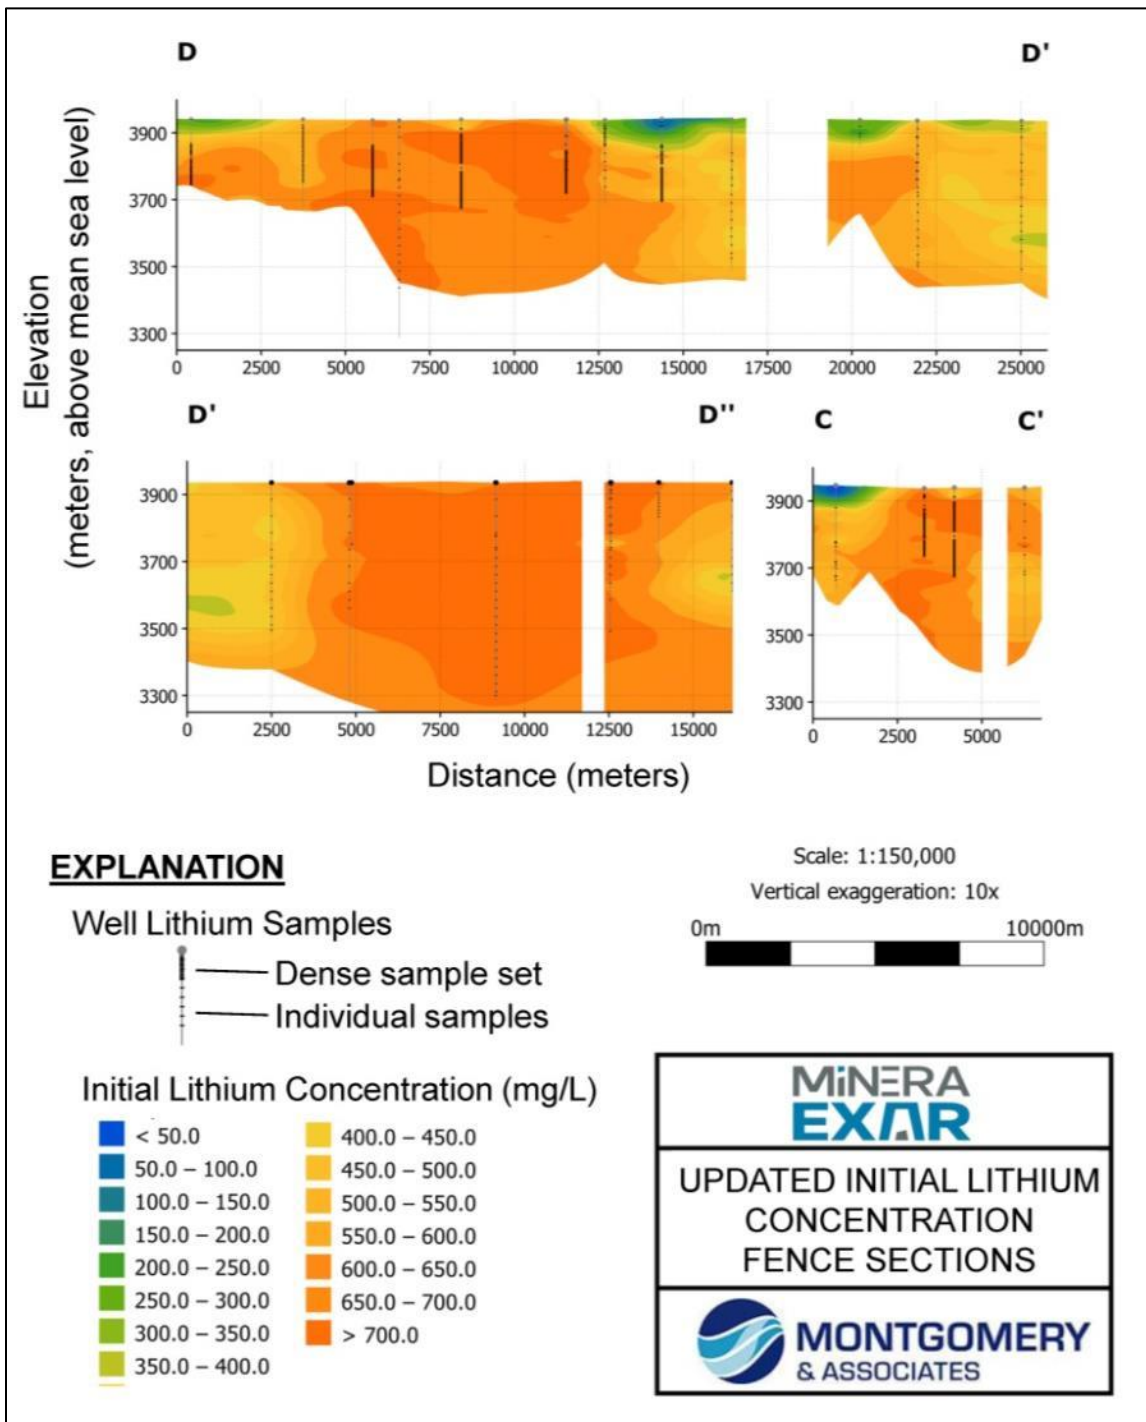 D D'
Elevation
(meters, above mean sea level)
3900
3700
3500
3300
0 2500 5000 7500 10000 12500 15000 17500 20000 22500 25000
D' D''
3900
3700
3500
3300
0 2500 5000 7500 10000 12500 15000
C C'
3900
3700
3500
3300
0 2500 5000
Distance (meters)
EXPLANATION
Well Lithium Samples
Dense sample set
Individual samples
Initial Lithium Concentration (mg/L)
< 50.0
50.0 – 100.0
100.0 – 150.0
150.0 – 200.0
200.0 – 250.0
250.0 – 300.0
300.0 – 350.0
350.0 – 400.0
400.0 – 450.0
450.0 – 500.0
500.0 – 550.0
550.0 – 600.0
600.0 – 650.0
650.0 – 700.0
> 700.0
Scale: 1:150,000
Vertical exaggeration: 10x
0m 10000m
MiNERA
EXAR
UPDATED INITIAL LITHIUM
CONCENTRATION
FENCE SECTIONS
MONTGOMERY
& ASSOCIATES